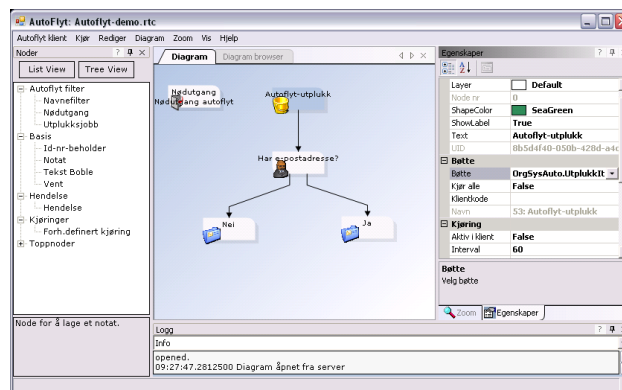 AutoFlyt: Autoflyt-demo.rtc
Autoflyt klient Kjør Rediger Diagram Zoom Vis Hjelp
Noder
List View Tree View
Autoflyt filter
Navnefilter
Nødutgang
Utplukksjobb
Basis
Id-nr-beholder
Notat
Tekst Boble
Vent
Hendelse
Hendelse
Kjøringer
Forh.definert kjøring
Toppnoder
Node for å lage et notat.
Diagram Diagram browser
Nødutgang
Nødutgang autoflyt
Autoflyt-utplukk
Har e-postadresse?
Nei
Ja
Egenskaper
Layer Default
Node nr 0
ShapeColor SeaGreen
ShowLabel True
Text Autoflyt-utplukk
UID 8b5d4f40-050b-428d-a4c
Bøtte
Bøtte OrgSysAuto.UtplukkIt
Kjør alle False
Klientkode
Navn 53: Autoflyt-utplukk
Kjøring
Aktiv i klient False
Interval 60
Bøtte
Velg bøtte
Zoom Egenskaper
Logg
Info
opened.
09:27:47.2812500 Diagram åpnet fra server